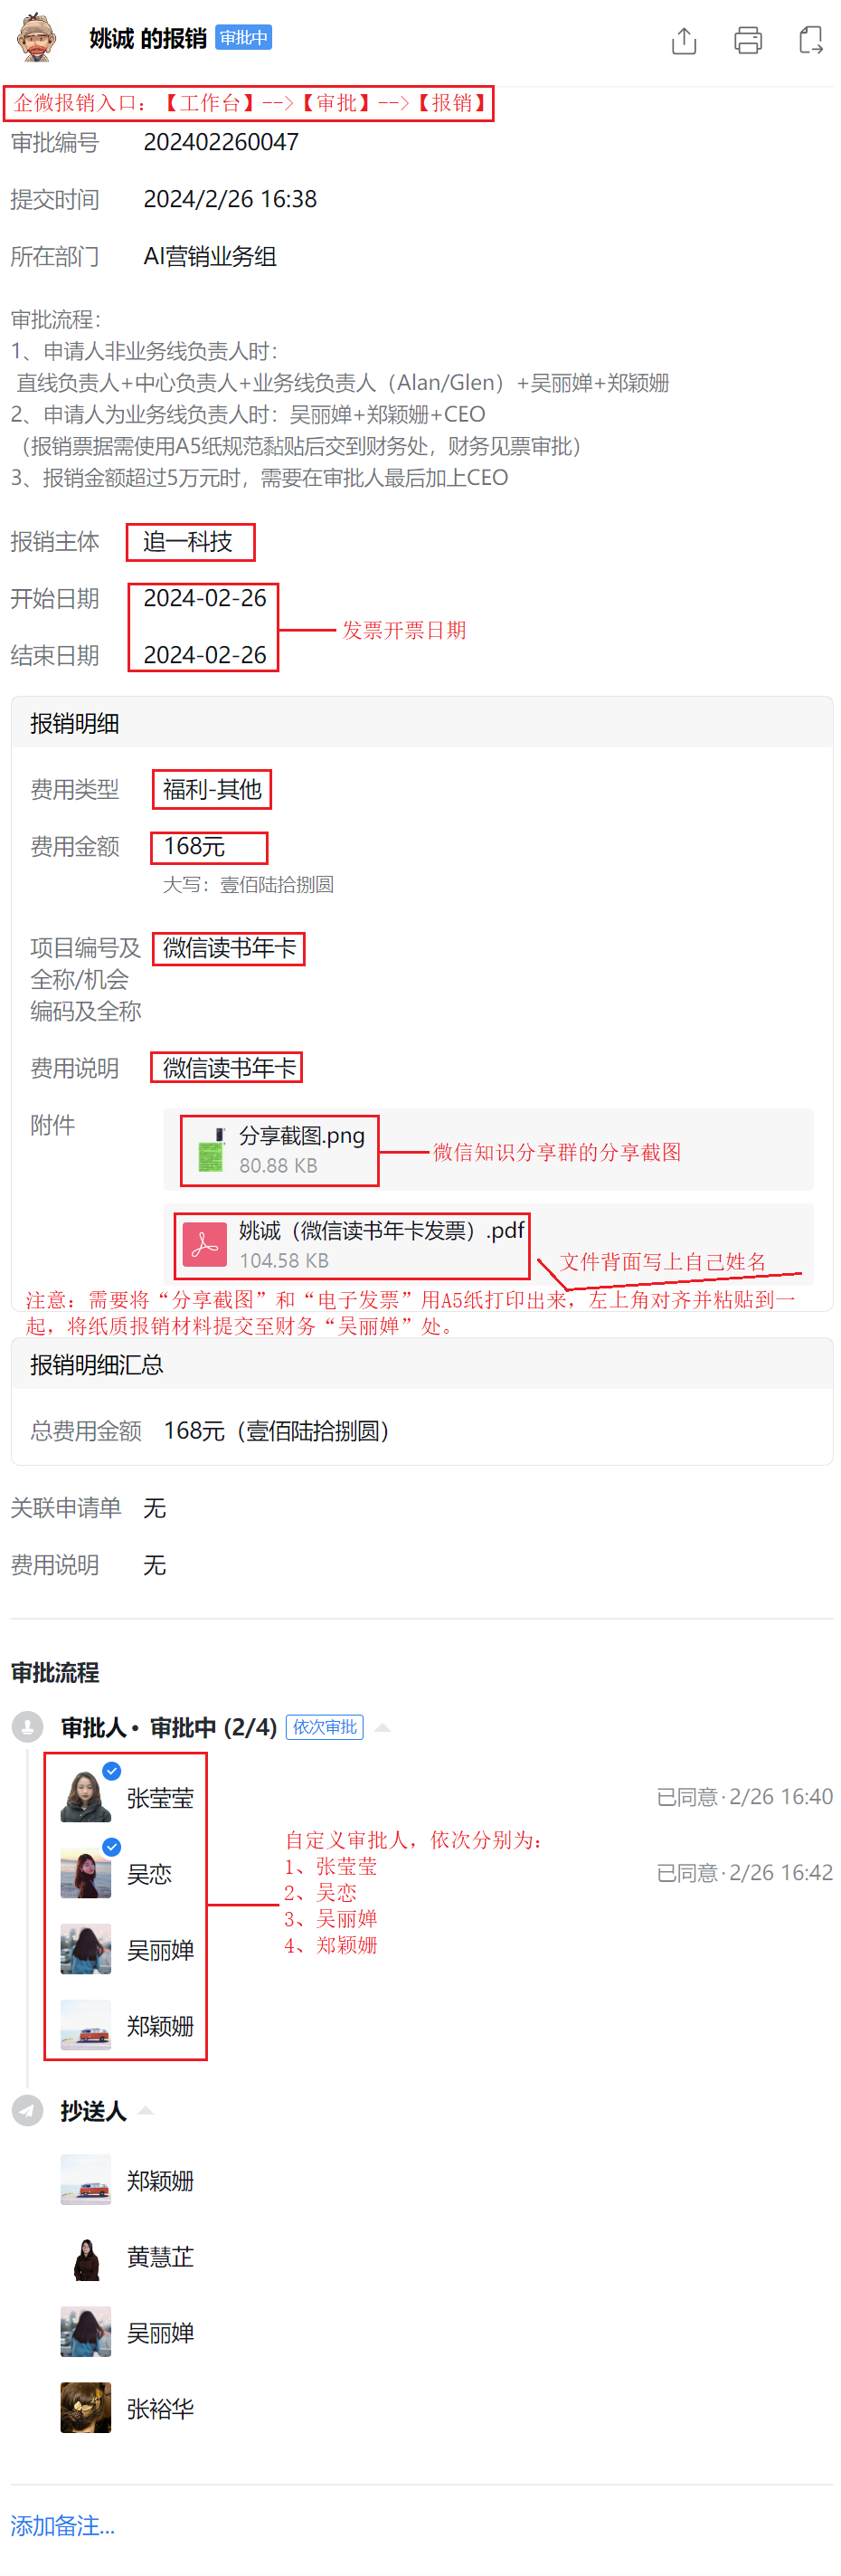 姚诚 的报销 审批中
企微报销入口：【工作台】-->【审批】-->【报销】
审批编号 202402260047
提交时间 2024/2/26 16:38
所在部门 AI营销业务组
审批流程：
1、申请人非业务线负责人时：
直线负责人+中心负责人+业务线负责人（Alan/Glen）+吴丽婵+郑颖姗
2、申请人为业务线负责人时：吴丽婵+郑颖姗+CEO
（报销票据需使用A5纸规范黏贴后交到财务处，财务见票审批）
3、报销金额超过5万元时，需要在审批人最后加上CEO
报销主体 追一科技
开始日期 2024-02-26
发票开票日期
结束日期 2024-02-26
报销明细
费用类型 福利-其他
费用金额 168元
大写：壹佰陆拾捌圆
项目编号及 微信读书年卡
全称/机会
编码及全称
费用说明 微信读书年卡
附件 分享截图.png
80.88 KB
微信知识分享群的分享截图
姚诚（微信读书年卡发票）.pdf
104.58 KB
文件背面写上自己姓名
注意：需要将“分享截图”和“电子发票”用A5纸打印出来，左上角对齐并粘贴到一
起，将纸质报销材料提交至财务“吴丽婵”处。
报销明细汇总
总费用金额 168元（壹佰陆拾捌圆）
关联申请单 无
费用说明 无
审批流程
审批人· 审批中 (2/4) 依次审批
张莹莹 已同意·2/26 16:40
自定义审批人，依次分别为：
1、张莹莹
吴恋 已同意·2/26 16:42
2、吴恋
3、吴丽婵
4、郑颖姗
吴丽婵
郑颖姗
抄送人
郑颖姗
黄慧芷
吴丽婵
张裕华
添加备注...